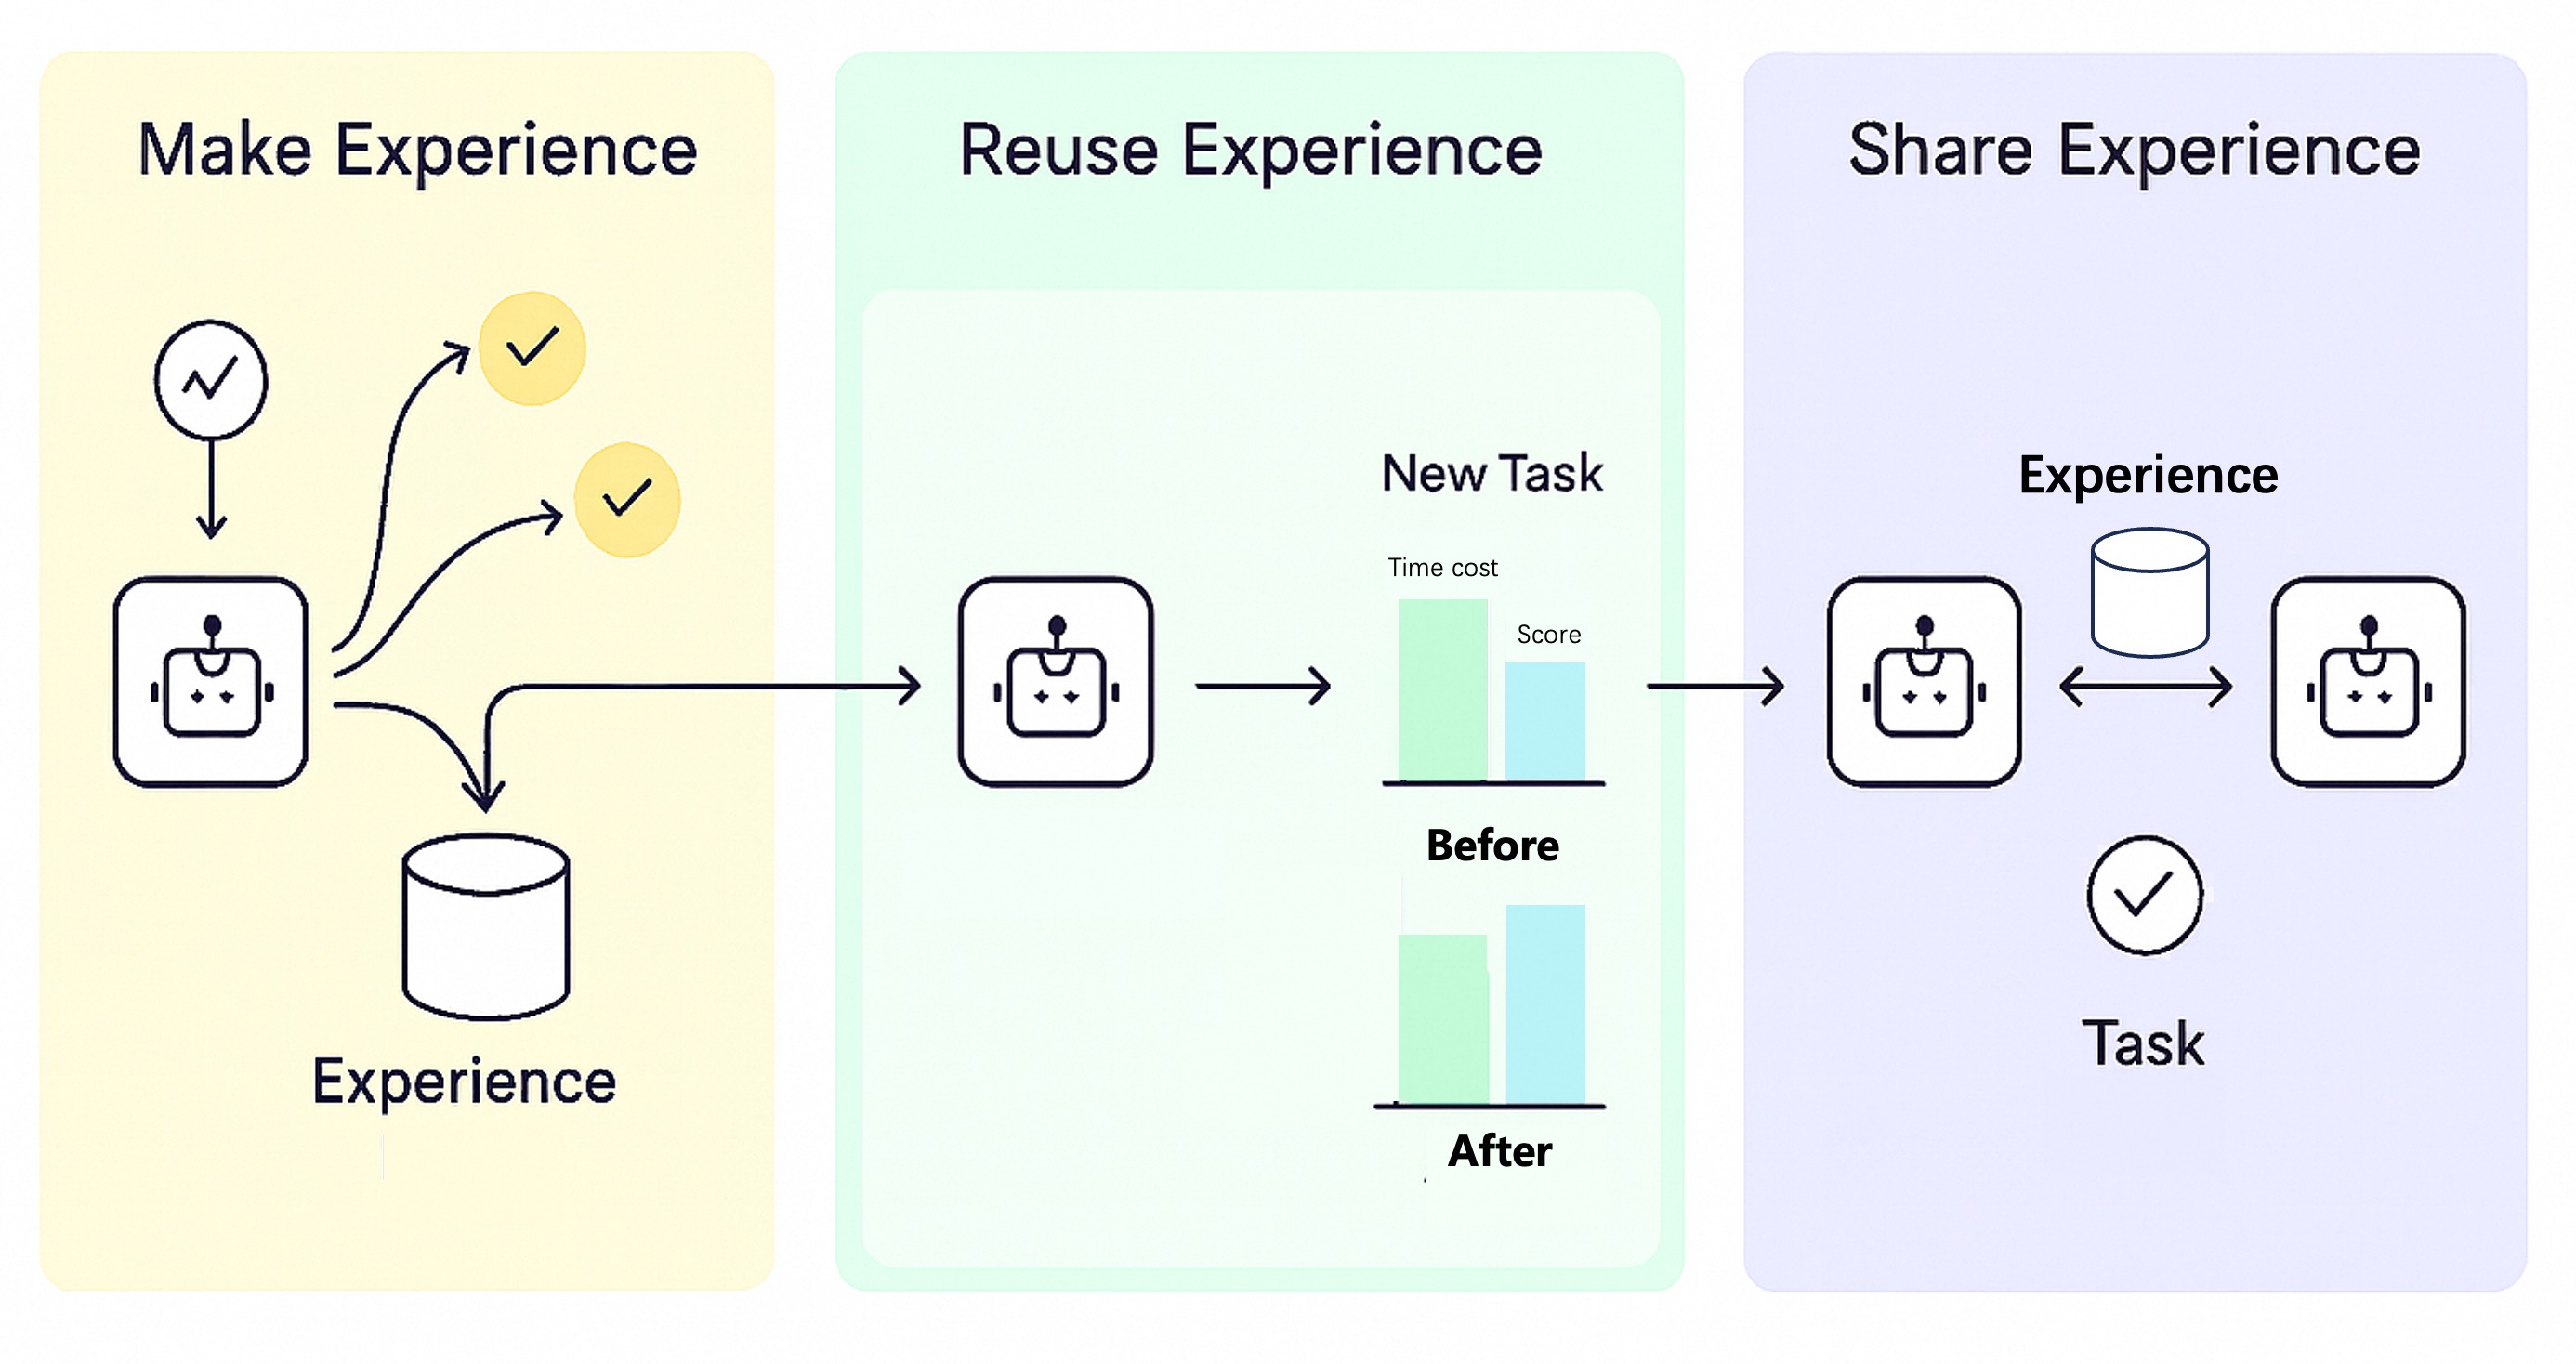 Make Experience
Experience
Reuse Experience
New Task
Time cost
Score
Before
After
Share Experience
Experience
Task